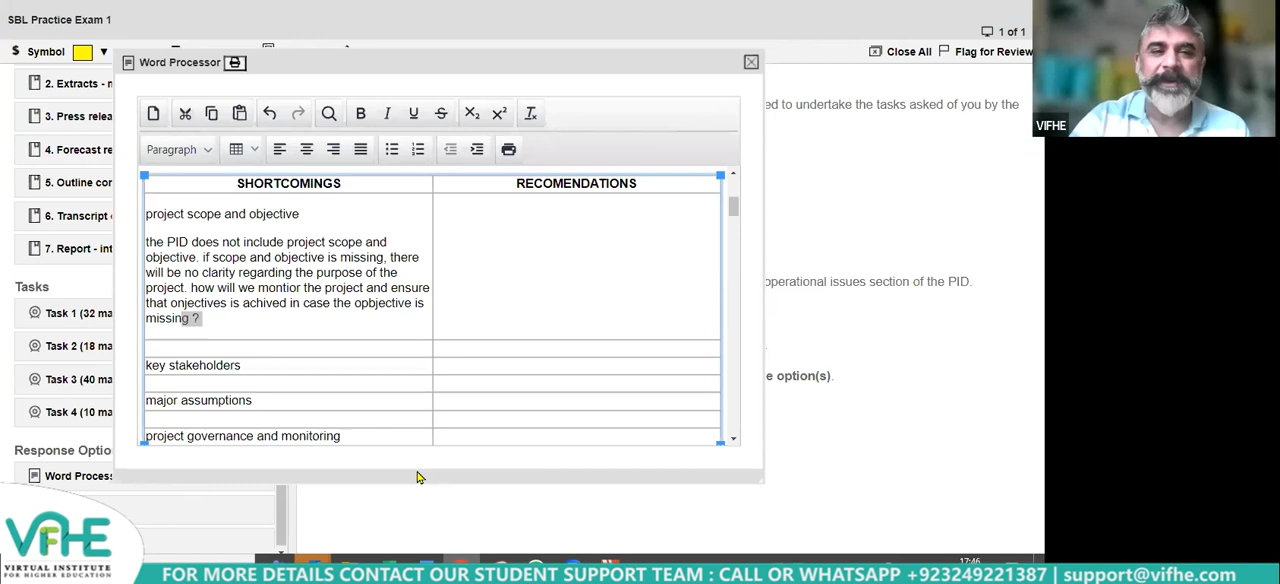 SBL Practice Exam 1
1 of 1
$ Symbol
Close All
Flag for Review
Word Processor
2. Extracts -
3. Press relea
4. Forecast r
5. Outline cor
6. Transcript
7. Report - int
Tasks
Task 1 (32 ma
Task 2 (18 ma
Task 3 (40 ma
Task 4 (10 ma
Response Optio
Word Process
Paragraph
SHORTCOMINGS
RECOMENDATIONS
project scope and objective
the PID does not include project scope and
objective. if scope and objective is missing, there
will be no clarity regarding the purpose of the
project. how will we montior the project and ensure
that onjectives is achived in case the opbjective is
missing ?
key stakeholders
major assumptions
project governance and monitoring
ed to undertake the tasks asked of you by the
operational issues section of the PID.
e option(s).
VIFHE
17:46
VIFHE
VIRTUAL INSTITUTE
FOR HIGHER EDUCATION
FOR MORE DETAILS CONTACT OUR STUDENT SUPPORT TEAM : CALL OR WHATSAPP +923249221387 | support@vifhe.com